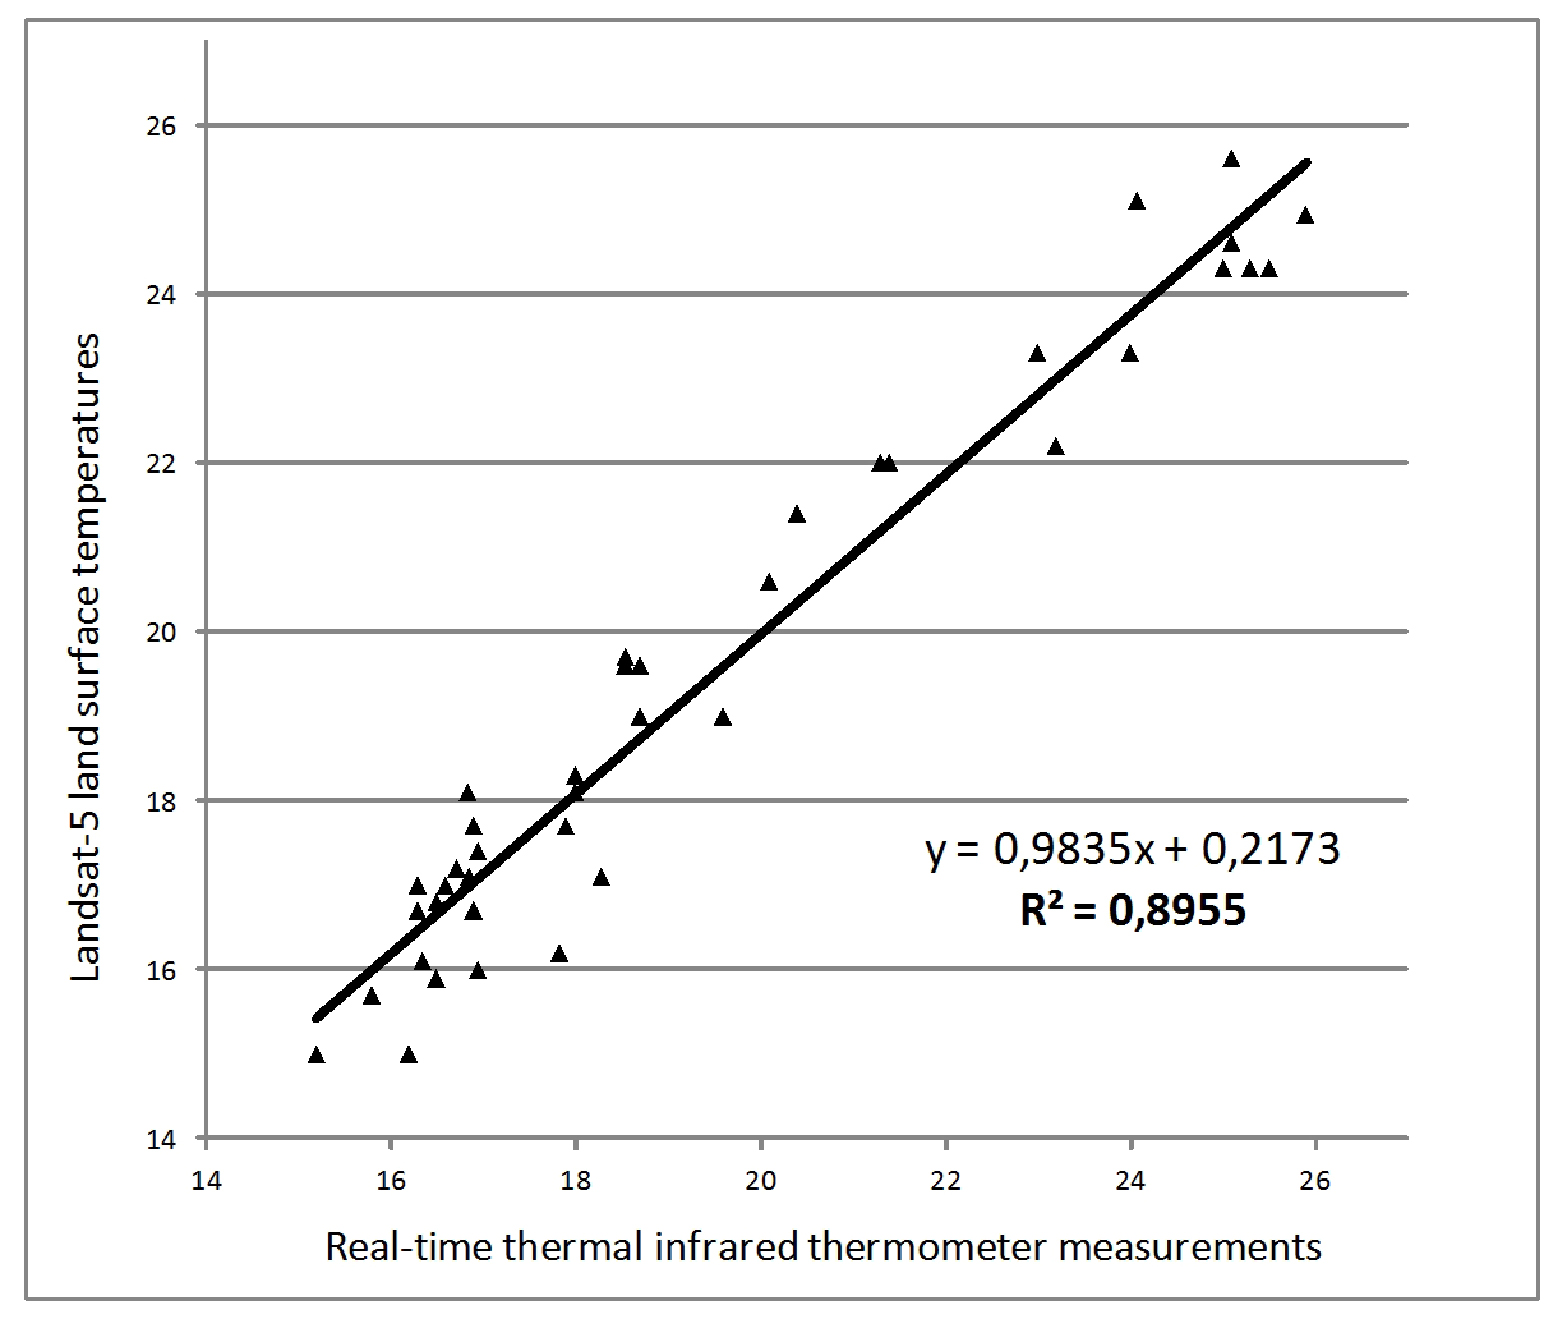 26
24
22
20
18
16
14
Landsat-5 land surface temperatures
y = 0,9835x + 0,2173
R² = 0,8955
14 16 18 20 22 24 26
Real-time thermal infrared thermometer measurements